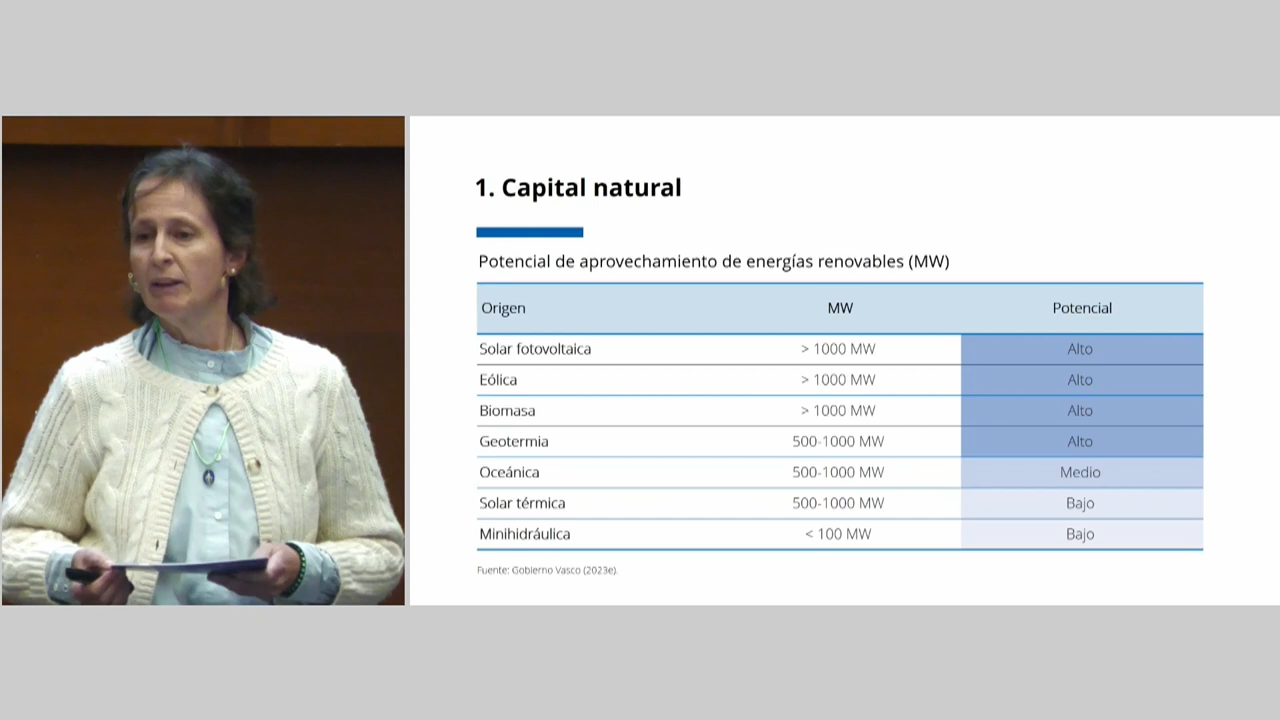 1. Capital natural
Potencial de aprovechamiento de energías renovables (MW)
Origen MW Potencial
Solar fotovoltaica > 1000 MW Alto
Eólica > 1000 MW Alto
Biomasa > 1000 MW Alto
Geotermia 500-1000 MW Alto
Oceánica 500-1000 MW Medio
Solar térmica 500-1000 MW Bajo
Minihidráulica < 100 MW Bajo
Fuente: Gobierno Vasco (2023e).